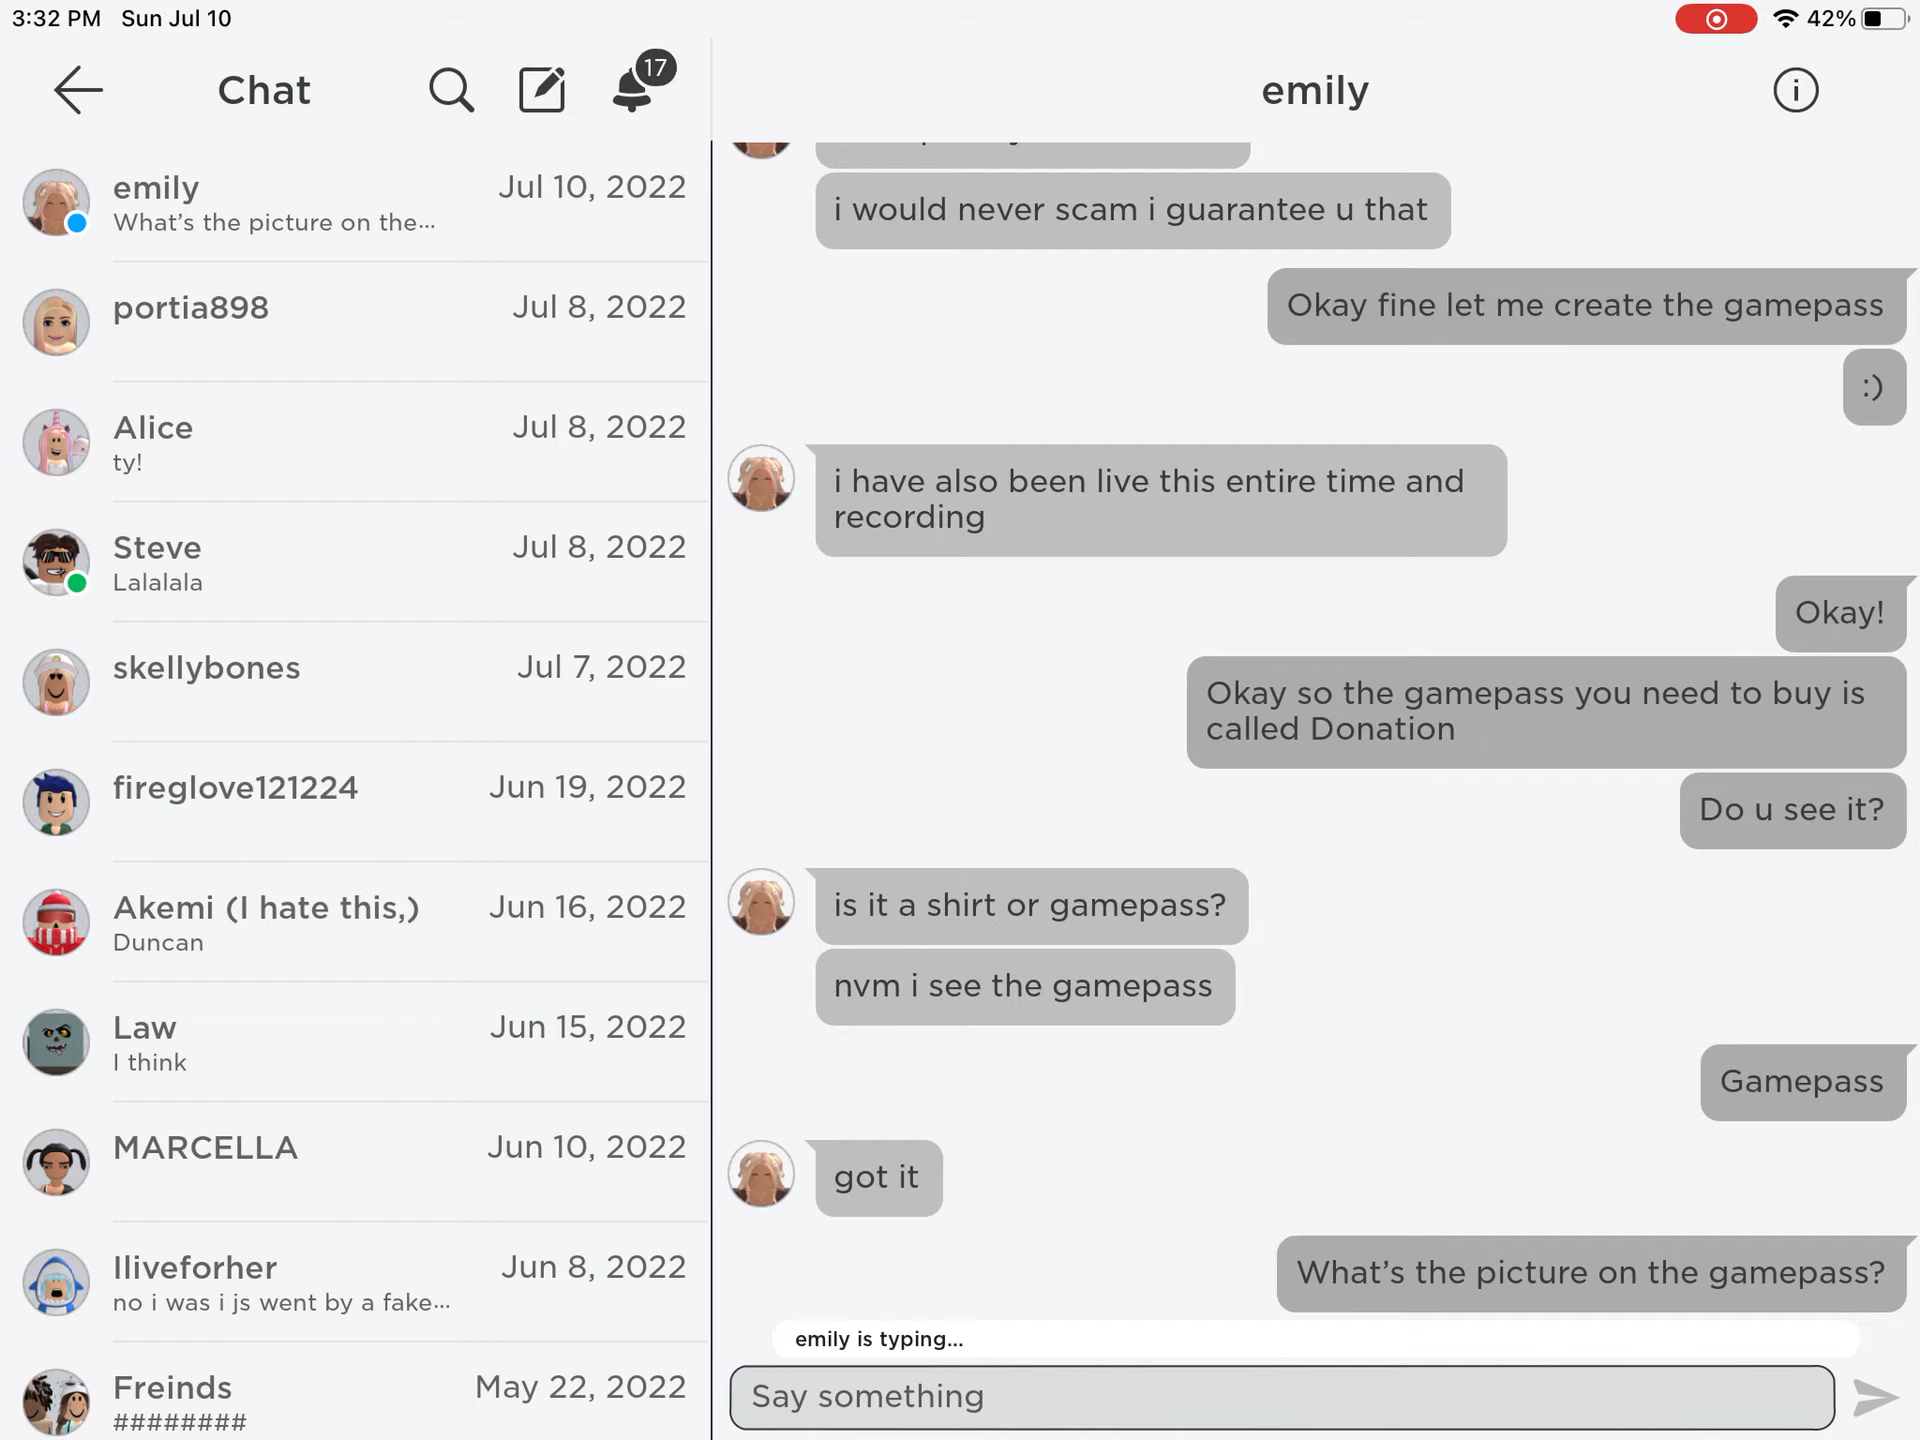 3:32 PM Sun Jul 10
42%
Chat
17
emily
emily
Jul 10, 2022
What’s the picture on the...
portia898
Jul 8, 2022
Alice
Jul 8, 2022
ty!
Steve
Jul 8, 2022
Lalalala
skellybones
Jul 7, 2022
fireglove121224
Jun 19, 2022
Akemi (I hate this,)
Jun 16, 2022
Duncan
Law
Jun 15, 2022
I think
MARCELLA
Jun 10, 2022
Iliveforher
Jun 8, 2022
no i was i js went by a fake...
Freinds
May 22, 2022
########
i would never scam i guarantee u that
Okay fine let me create the gamepass
:)
i have also been live this entire time and
recording
Okay!
Okay so the gamepass you need to buy is
called Donation
Do u see it?
is it a shirt or gamepass?
nvm i see the gamepass
Gamepass
got it
What’s the picture on the gamepass?
emily is typing...
Say something